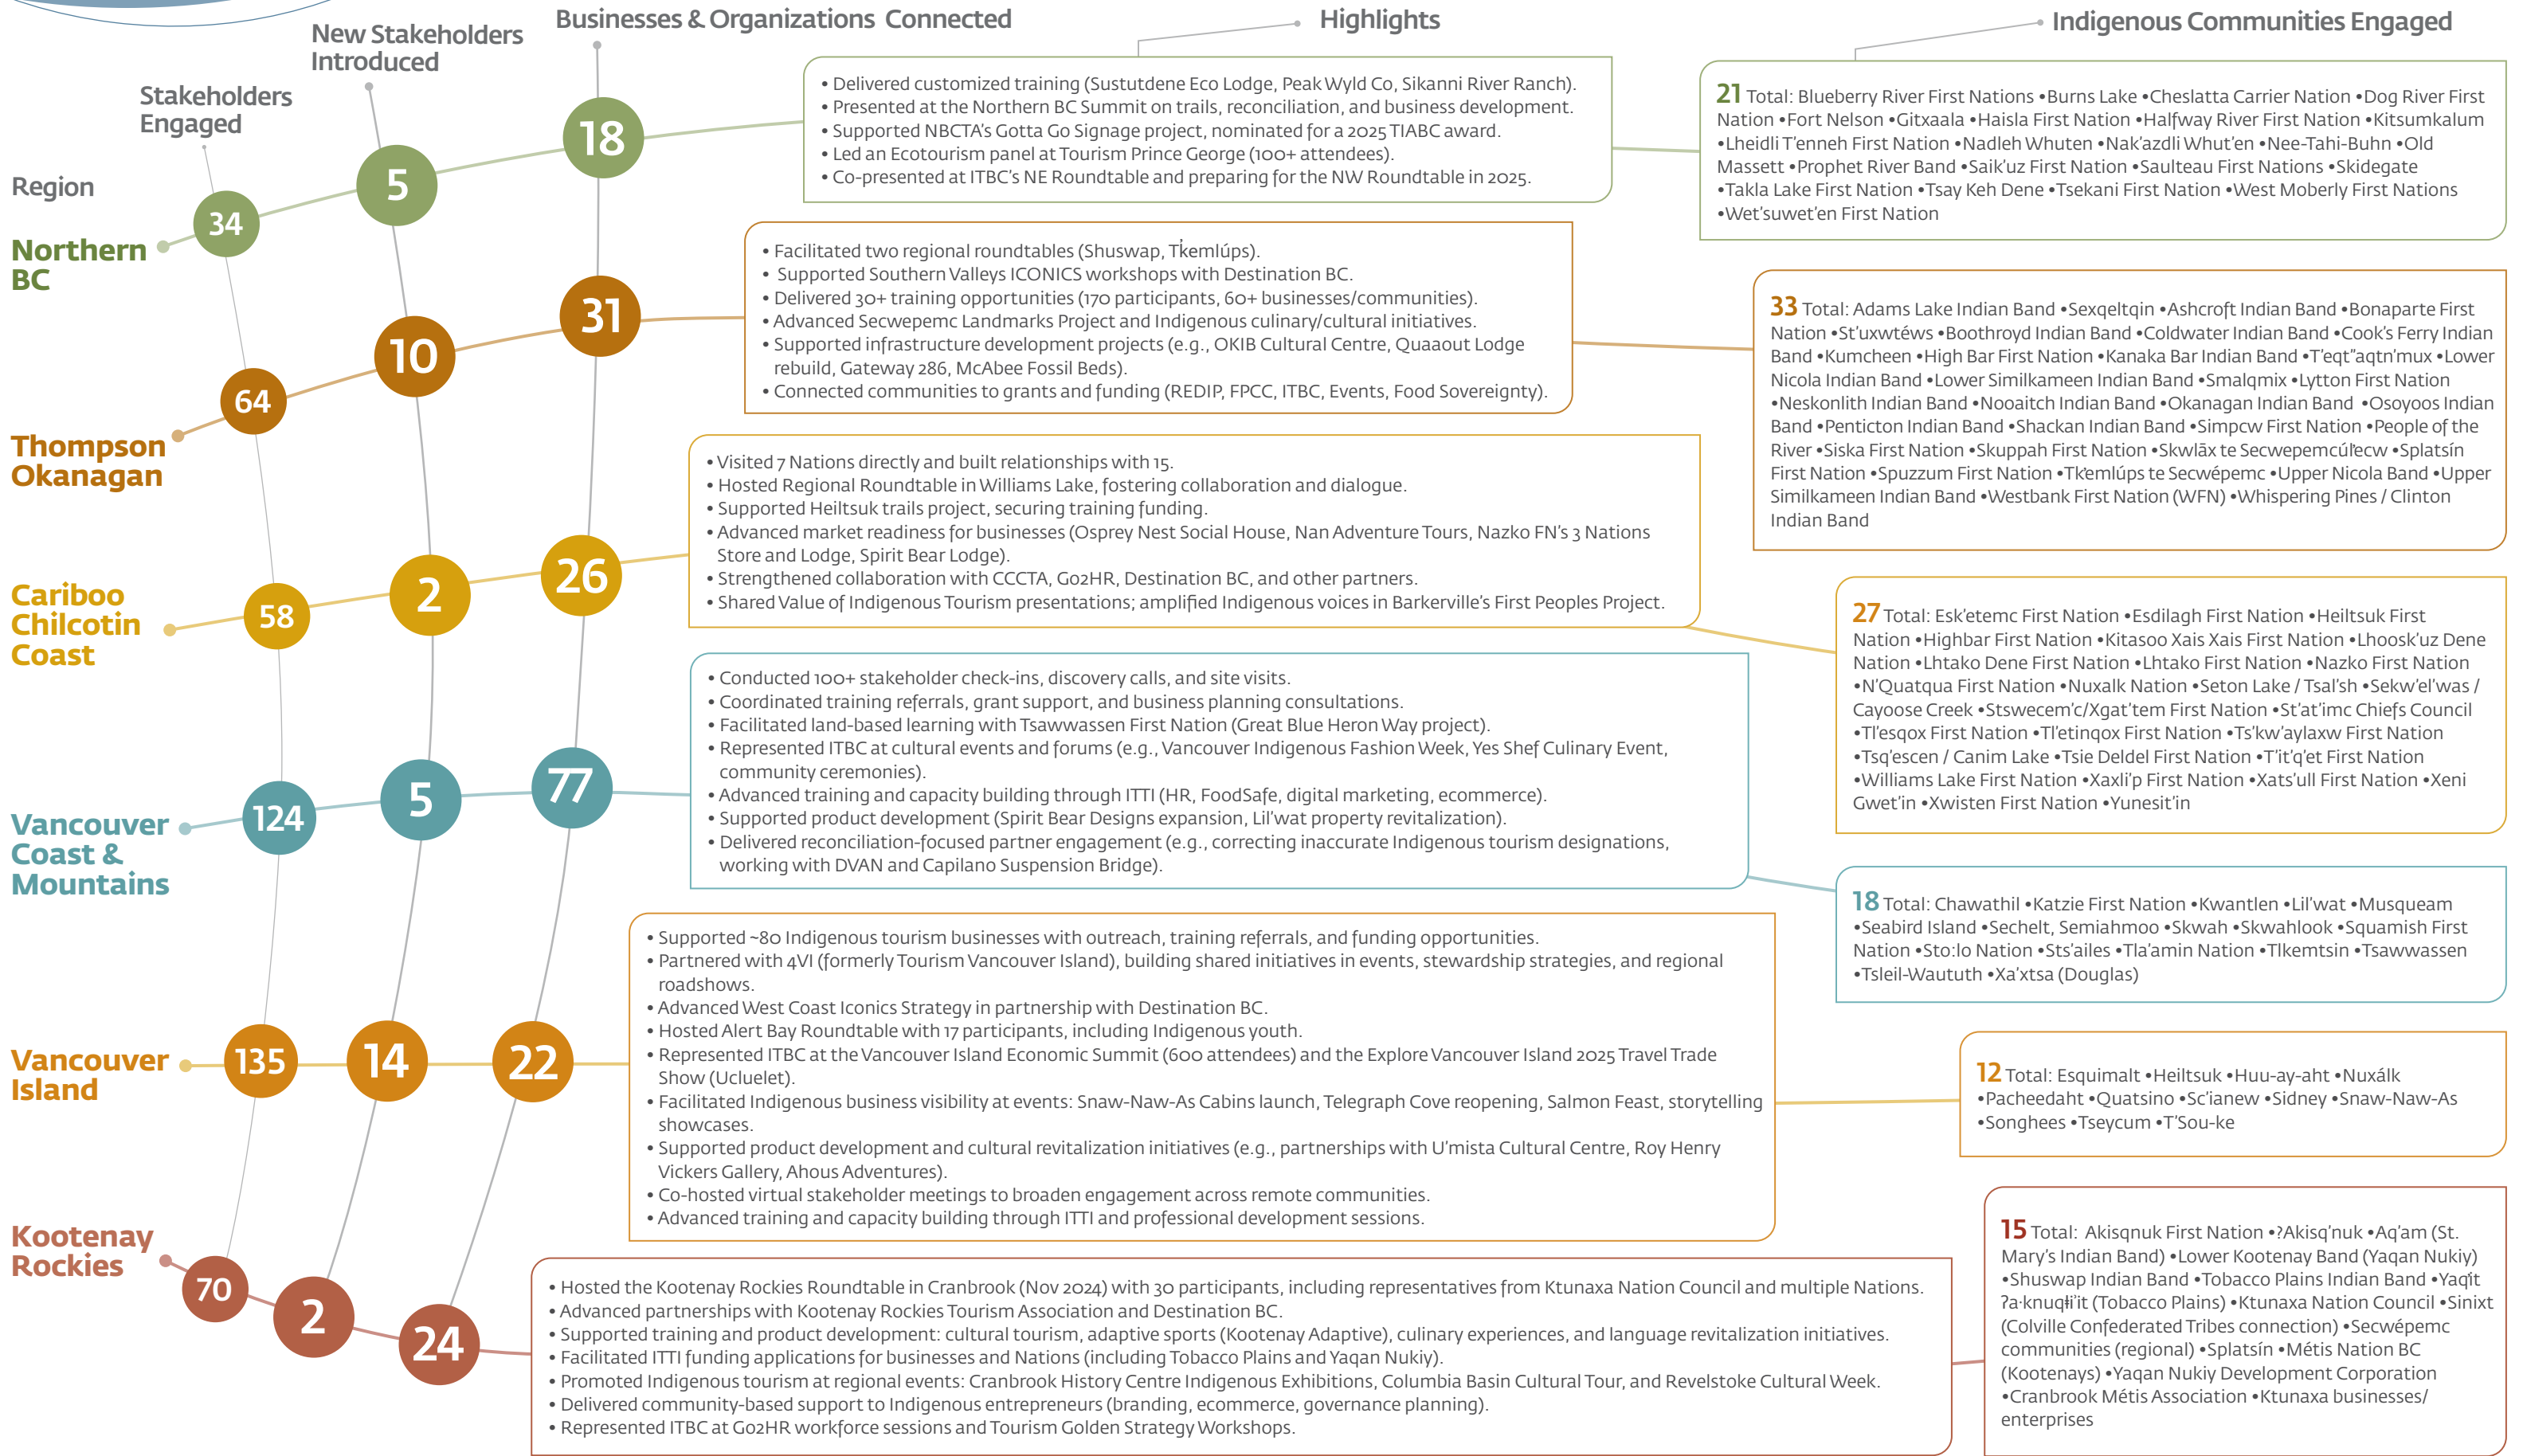 Stakeholders
Engaged
New Stakeholders
Introduced
Businesses & Organizations Connected
Highlights
Indigenous Communities Engaged
Region
Northern
BC
34
5
18
• Delivered customized training (Sustutdene Eco Lodge, Peak Wyld Co, Sikanni River Ranch).
• Presented at the Northern BC Summit on trails, reconciliation, and business development.
• Supported NBCTA's Gotta Go Signage project, nominated for a 2025 TIABC award.
• Led an Ecotourism panel at Tourism Prince George (100+ attendees).
• Co-presented at ITBC's NE Roundtable and preparing for the NW Roundtable in 2025.
21 Total: Blueberry River First Nations •Burns Lake •Cheslatta Carrier Nation •Dog River First
Nation •Fort Nelson •Gitxaala •Haisla First Nation •Halfway River First Nation •Kitsumkalum
•Lheidli T'enneh First Nation •Nadleh Whuten •Nak'azdli Whut'en •Nee-Tahi-Buhn •Old
Massett •Prophet River Band •Saik'uz First Nation •Saulteau First Nations •Skidegate
•Takla Lake First Nation •Tsay Keh Dene •Tsekani First Nation •West Moberly First Nations
•Wet'suwet'en First Nation
Thompson
Okanagan
64
10
31
• Facilitated two regional roundtables (Shuswap, Tk̓emlúps).
• Supported Southern Valleys ICONICS workshops with Destination BC.
• Delivered 30+ training opportunities (170 participants, 60+ businesses/communities).
• Advanced Secwepemc Landmarks Project and Indigenous culinary/cultural initiatives.
• Supported infrastructure development projects (e.g., OKIB Cultural Centre, Quaaout Lodge
rebuild, Gateway 286, McAbee Fossil Beds).
• Connected communities to grants and funding (REDIP, FPCC, ITBC, Events, Food Sovereignty).
33 Total: Adams Lake Indian Band •Sexqeltqin •Ashcroft Indian Band •Bonaparte First
Nation •St'uxwtéws •Boothroyd Indian Band •Coldwater Indian Band •Cook's Ferry Indian
Band •Kumcheen •High Bar First Nation •Kanaka Bar Indian Band •T'eqt"aqtn'mux •Lower
Nicola Indian Band •Lower Similkameen Indian Band •Smalqmix •Lytton First Nation
•Neskonlith Indian Band •Nooaitch Indian Band •Okanagan Indian Band •Osoyoos Indian
Band •Penticton Indian Band •Shackan Indian Band •Simpcw First Nation •People of the
River •Siska First Nation •Skuppah First Nation •Skwlāx te Secwepemcúl̓ecw •Splatsín
First Nation •Spuzzum First Nation •Tk̓emlúps te Secwépemc •Upper Nicola Band •Upper
Similkameen Indian Band •Westbank First Nation (WFN) •Whispering Pines / Clinton
Indian Band
Cariboo
Chilcotin
Coast
58
2
26
• Visited 7 Nations directly and built relationships with 15.
• Hosted Regional Roundtable in Williams Lake, fostering collaboration and dialogue.
• Supported Heiltsuk trails project, securing training funding.
• Advanced market readiness for businesses (Osprey Nest Social House, Nan Adventure Tours, Nazko FN's 3 Nations
Store and Lodge, Spirit Bear Lodge).
• Strengthened collaboration with CCCTA, Go2HR, Destination BC, and other partners.
• Shared Value of Indigenous Tourism presentations; amplified Indigenous voices in Barkerville's First Peoples Project.
27 Total: Esk'etemc First Nation •Esdilagh First Nation •Heiltsuk First
Nation •Highbar First Nation •Kitasoo Xais Xais First Nation •Lhoosk'uz Dene
Nation •Lhtako Dene First Nation •Lhtako First Nation •Nazko First Nation
•N'Quatqua First Nation •Nuxalk Nation •Seton Lake / Tsal'sh •Sekw'el'was /
Cayoose Creek •Stswecem'c/Xgat'tem First Nation •St'at'imc Chiefs Council
•Tl'esqox First Nation •Tl'etinqox First Nation •Ts'kw'aylaxw First Nation
•Tsq'escen / Canim Lake •Tsie Deldel First Nation •T'it'q'et First Nation
•Williams Lake First Nation •Xaxli'p First Nation •Xats'ull First Nation •Xeni
Gwet'in •Xwisten First Nation •Yunesit'in
Vancouver
Coast &
Mountains
124
5
77
• Conducted 100+ stakeholder check-ins, discovery calls, and site visits.
• Coordinated training referrals, grant support, and business planning consultations.
• Facilitated land-based learning with Tsawwassen First Nation (Great Blue Heron Way project).
• Represented ITBC at cultural events and forums (e.g., Vancouver Indigenous Fashion Week, Yes Shef Culinary Event,
community ceremonies).
• Advanced training and capacity building through ITTI (HR, FoodSafe, digital marketing, ecommerce).
• Supported product development (Spirit Bear Designs expansion, Lil'wat property revitalization).
• Delivered reconciliation-focused partner engagement (e.g., correcting inaccurate Indigenous tourism designations,
working with DVAN and Capilano Suspension Bridge).
18 Total: Chawathil •Katzie First Nation •Kwantlen •Lil'wat •Musqueam
•Seabird Island •Sechelt, Semiahmoo •Skwah •Skwahlook •Squamish First
Nation •Sto:lo Nation •Sts'ailes •Tla'amin Nation •Tlkemtsin •Tsawwassen
•Tsleil-Waututh •Xa'xtsa (Douglas)
Vancouver
Island
135
14
22
• Supported ~80 Indigenous tourism businesses with outreach, training referrals, and funding opportunities.
• Partnered with 4VI (formerly Tourism Vancouver Island), building shared initiatives in events, stewardship strategies, and regional
roadshows.
• Advanced West Coast Iconics Strategy in partnership with Destination BC.
• Hosted Alert Bay Roundtable with 17 participants, including Indigenous youth.
• Represented ITBC at the Vancouver Island Economic Summit (600 attendees) and the Explore Vancouver Island 2025 Travel Trade
Show (Ucluelet).
• Facilitated Indigenous business visibility at events: Snaw-Naw-As Cabins launch, Telegraph Cove reopening, Salmon Feast, storytelling
showcases.
• Supported product development and cultural revitalization initiatives (e.g., partnerships with U'mista Cultural Centre, Roy Henry
Vickers Gallery, Ahous Adventures).
• Co-hosted virtual stakeholder meetings to broaden engagement across remote communities.
• Advanced training and capacity building through ITTI and professional development sessions.
12 Total: Esquimalt •Heiltsuk •Huu-ay-aht •Nuxálk
•Pacheedaht •Quatsino •Sc'ianew •Sidney •Snaw-Naw-As
•Songhees •Tseycum •T'Sou-ke
Kootenay
Rockies
70
2
24
• Hosted the Kootenay Rockies Roundtable in Cranbrook (Nov 2024) with 30 participants, including representatives from Ktunaxa Nation Council and multiple Nations.
• Advanced partnerships with Kootenay Rockies Tourism Association and Destination BC.
• Supported training and product development: cultural tourism, adaptive sports (Kootenay Adaptive), culinary experiences, and language revitalization initiatives.
• Facilitated ITTI funding applications for businesses and Nations (including Tobacco Plains and Yaqan Nukiy).
• Promoted Indigenous tourism at regional events: Cranbrook History Centre Indigenous Exhibitions, Columbia Basin Cultural Tour, and Revelstoke Cultural Week.
• Delivered community-based support to Indigenous entrepreneurs (branding, ecommerce, governance planning).
• Represented ITBC at Go2HR workforce sessions and Tourism Golden Strategy Workshops.
15 Total: Akisqnuk First Nation •?Akisq'nuk •Aq'am (St.
Mary's Indian Band) •Lower Kootenay Band (Yaqan Nukiy)
•Shuswap Indian Band •Tobacco Plains Indian Band •Yaq̓it
ʔa·knuqⱡi'it (Tobacco Plains) •Ktunaxa Nation Council •Sinixt
(Colville Confederated Tribes connection) •Secwépemc
communities (regional) •Splatsín •Métis Nation BC
(Kootenays) •Yaqan Nukiy Development Corporation
•Cranbrook Métis Association •Ktunaxa businesses/
enterprises